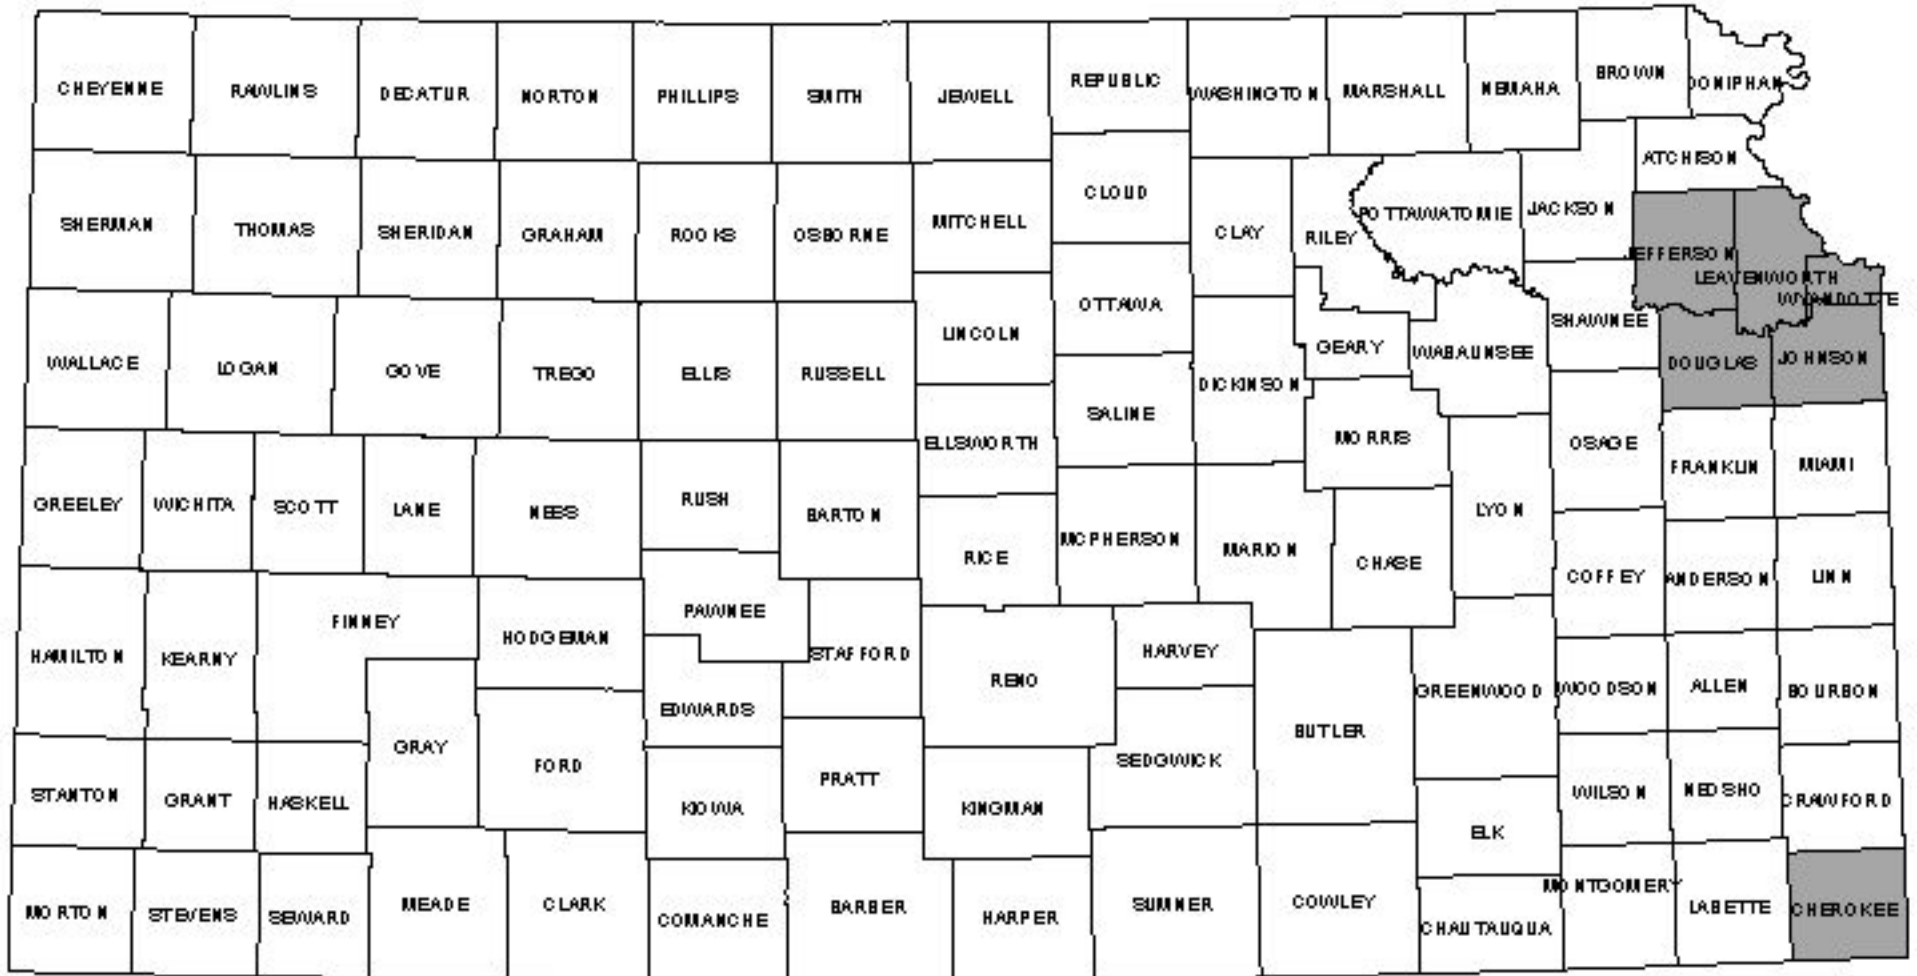 CHEYENNE RAWLINS DECATUR NORTON PHILLIPS SMITH JEWELL REPUBLIC WASHINGTON MARSHALL NEMAHA BROWN DONIPHAN
ATCHISON
SHERMAN THOMAS SHERIDAN GRAHAM ROOKS OSBORNE MITCHELL CLOUD CLAY RILEY POTTAWATOMIE JACKSON
JEFFERSON
LEAVENWORTH
WYANDOTTE
OTTAWA
WALLACE LOGAN GOVE TREGO ELLIS RUSSELL LINCOLN DICKINSON GEARY WABAUNSEE SHAWNEE DOUGLAS JOHNSON
SALINE
ELLSWORTH MORRIS OSAGE FRANKLIN MIAMI
GREELEY WICHITA SCOTT LANE NESS RUSH BARTON RICE MCPHERSON MARION CHASE LYON
COFFEY ANDERSON LINN
HAMILTON KEARNY FINNEY HODGEMAN PAWNEE STAFFORD RENO HARVEY
EDWARDS BUTLER GREENWOOD WOODSON ALLEN BOURBON
GRAY FORD SEDGWICK
STANTON GRANT HASKELL KIOWA PRATT KINGMAN ELK WILSON NEOSHO CRAWFORD
MORTON STEVENS SEWARD MEADE CLARK COMANCHE BARBER HARPER SUMNER COWLEY CHAUTAUQUA MONTGOMERY LABETTE CHEROKEE